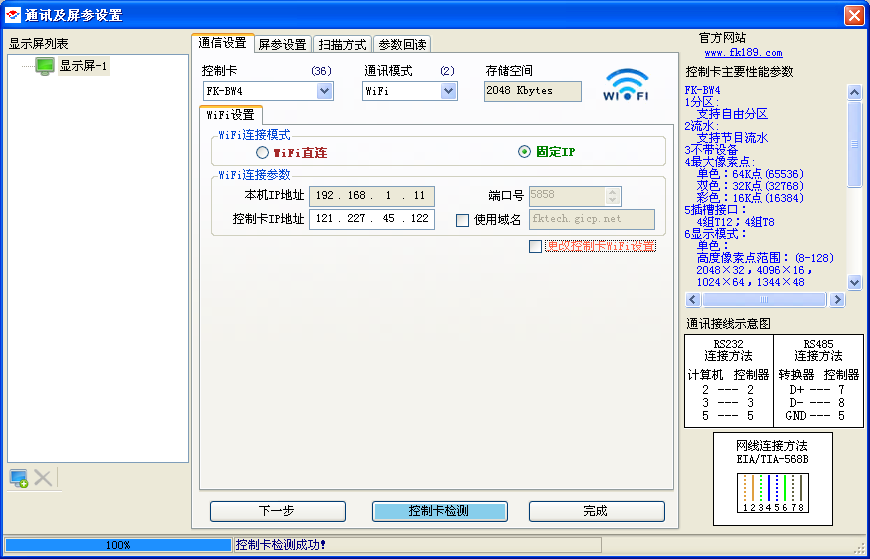 通讯及屏参设置
显示屏列表
显示屏-1
通信设置 屏参设置 扫描方式 参数回读
控制卡 (36) 通讯模式 (2) 存储空间
FK-BW4 WiFi 2048 Kbytes
WI FI
WiFi设置
WiFi连接模式
WiFi直连 固定IP
WiFi连接参数
本机IP地址 192 . 168 . 1 . 11 端口号 5858
控制卡IP地址 121 . 227 . 45 . 122 使用域名 fktech.gicp.net
更改控制卡WiFi设置
下一步 控制卡检测 完成
官方网站
www.fk189.com
控制卡主要性能参数
FK-BW4
1分区:
支持自由分区
2流水:
支持节目流水
3不带设备
4最大像素点:
单色：64K点(65536)
双色：32K点(32768)
彩色：16K点(16384)
5插槽接口：
4组T12；4组T8
6显示模式：
单色：
高度像素点范围：(8-128)
2048×32，4096×16，
1024×64，1344×48
通讯接线示意图
RS232
连接方法
计算机 控制器
2 --- 2
3 --- 3
5 --- 5
RS485
连接方法
转换器 控制器
D+ --- 7
D- --- 8
GND --- 5
网线连接方法
EIA/TIA-568B
1 2 3 4 5 6 7 8
100% 控制卡检测成功!